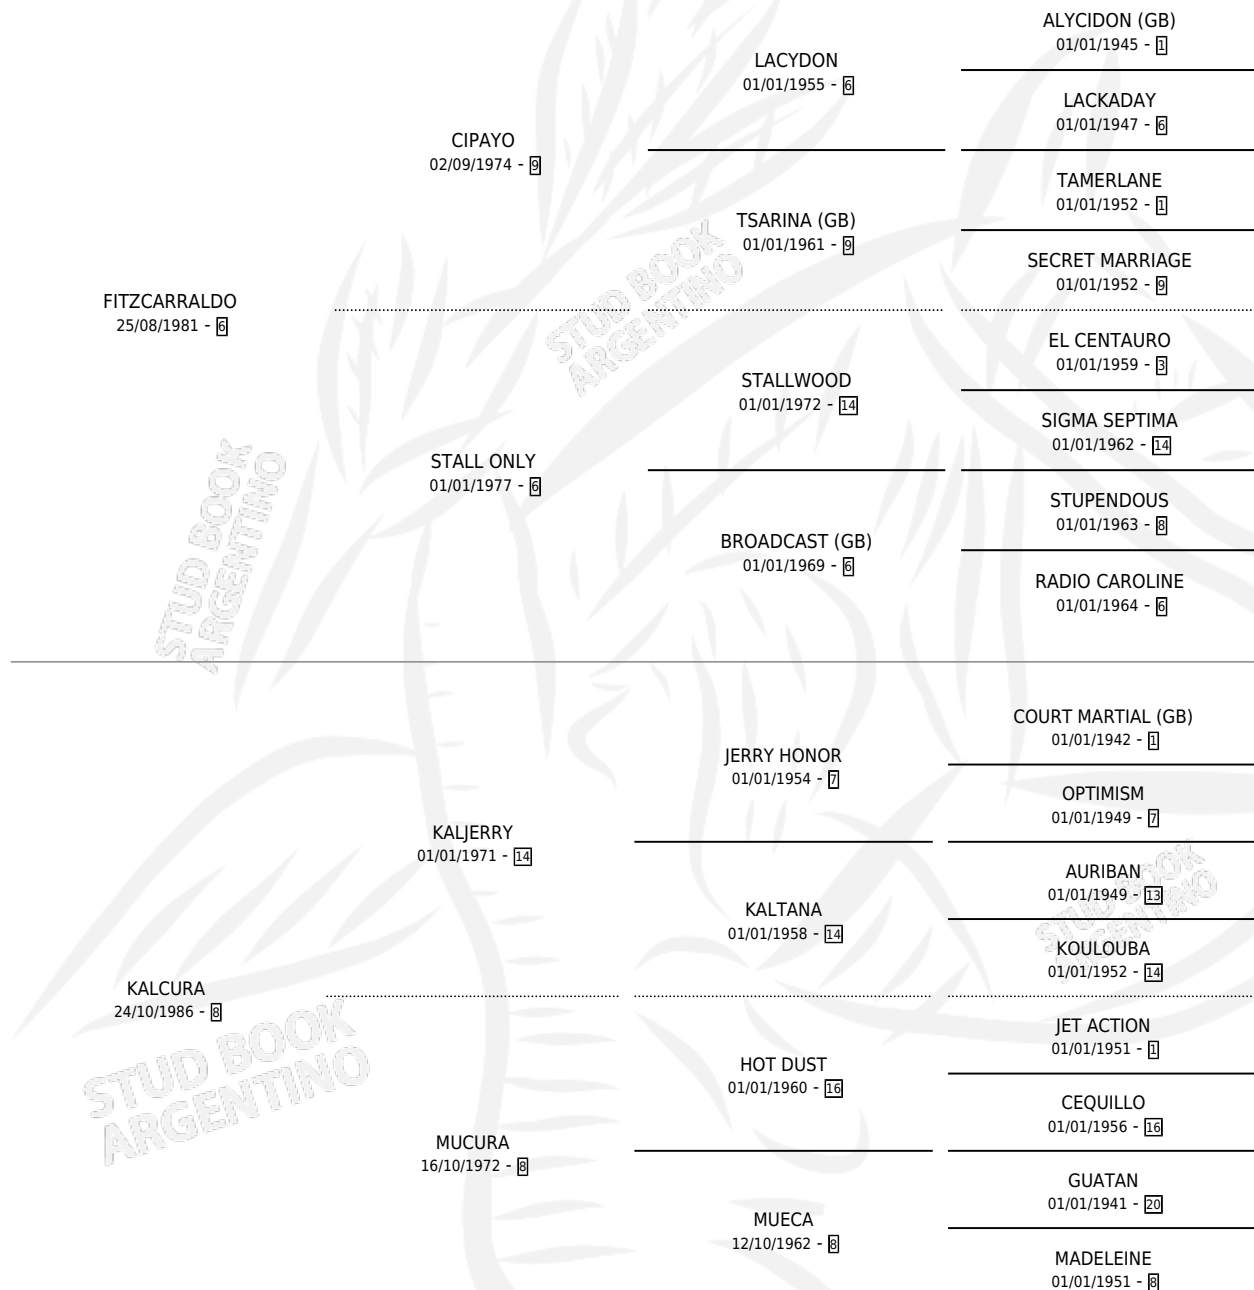 ALYCIDON (GB)
01/01/1945 - 1
LACYDON
01/01/1955 - 6
LACKADAY
01/01/1947 - 6
CIPAYO
02/09/1974 - 9
TAMERLANE
01/01/1952 - 1
TSARINA (GB)
01/01/1961 - 9
SECRET MARRIAGE
01/01/1952 - 9
FITZCARRALDO
25/08/1981 - 6
EL CENTAURO
01/01/1959 - 3
STALLWOOD
01/01/1972 - 14
SIGMA SEPTIMA
01/01/1962 - 14
STALL ONLY
01/01/1977 - 6
STUPENDOUS
01/01/1963 - 8
BROADCAST (GB)
01/01/1969 - 6
RADIO CAROLINE
01/01/1964 - 6
COURT MARTIAL (GB)
01/01/1942 - 1
JERRY HONOR
01/01/1954 - 7
OPTIMISM
01/01/1949 - 7
KALJERRY
01/01/1971 - 14
AURIBAN
01/01/1949 - 13
KALTANA
01/01/1958 - 14
KOULOUBA
01/01/1952 - 14
KALCURA
24/10/1986 - 8
JET ACTION
01/01/1951 - 1
HOT DUST
01/01/1960 - 16
CEQUILLO
01/01/1956 - 16
MUCURA
16/10/1972 - 8
GUATAN
01/01/1941 - 20
MUECA
12/10/1962 - 8
MADELEINE
01/01/1951 - 8
STUD BOOK
ARGENTINO
STUD BOOK
ARGENTINO
STUD BOOK
ARGENTINO
STUD BOOK
ARGENTINO